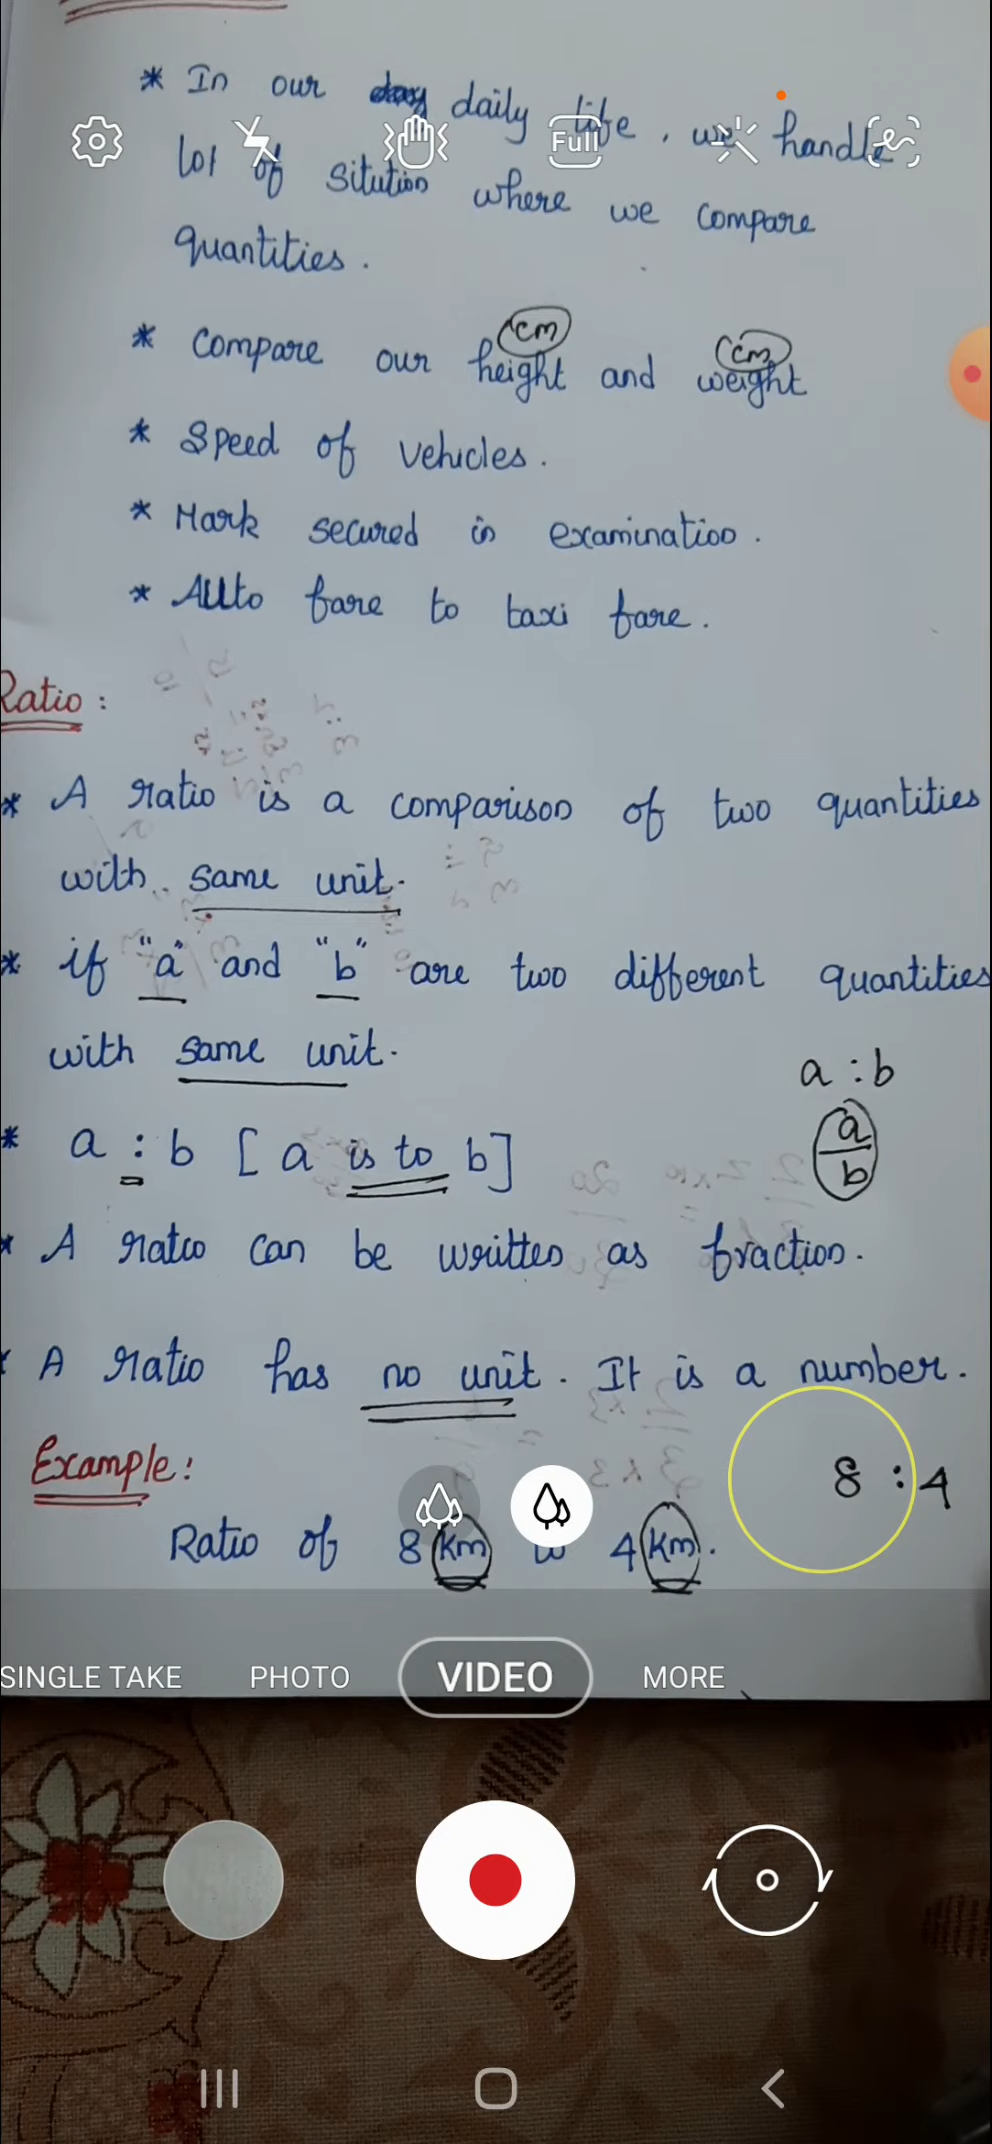 * In our daily life, we handle
lot of sitution where we compare
quantities.
cm cm
* Compare our height and weight
* Speed of vehicles.
* Mark secured in examination.
* Auto fare to taxi fare.
Ratio:
* A ratio is a comparison of two quantities
with same unit.
* if "a" and "b" are two different quantities
with same unit.
a : b
* a : b [a is to b]
a
b
* A ratio can be written as fraction.
* A ratio has no unit. It is a number.
Example:
8 : 4
Ratio of 8 km to 4 km.
Full
SINGLE TAKE PHOTO VIDEO MORE